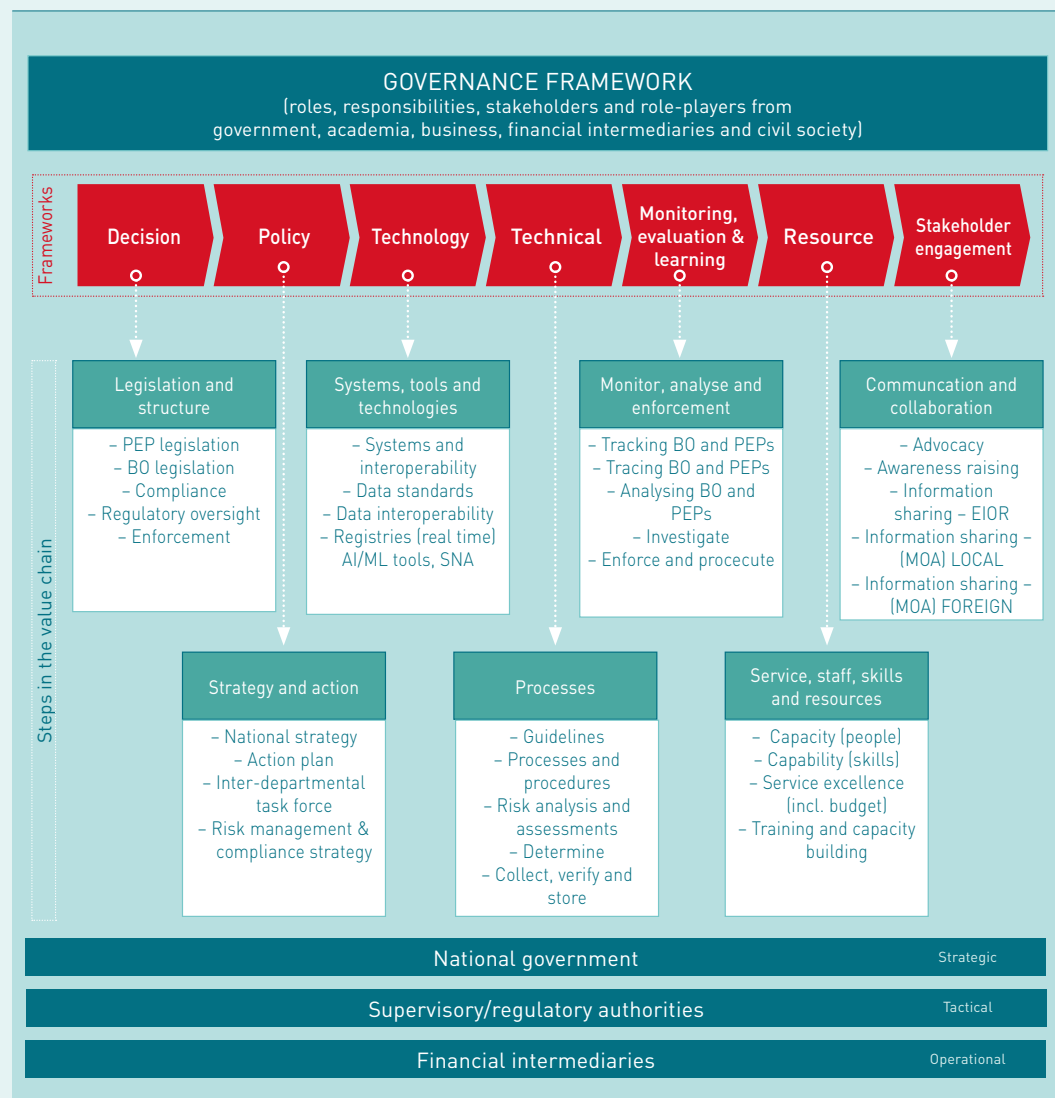 GOVERNANCE FRAMEWORK
(roles, responsibilities, stakeholders and role-players from
government, academia, business, financial intermediaries and civil society)
Frameworks
Decision
Policy
Technology
Technical
Monitoring,
evaluation &
learning
Resource
Stakeholder
engagement
Steps in the value chain
Legislation and
structure
– PEP legislation
– BO legislation
– Compliance
– Regulatory oversight
– Enforcement
Systems, tools and
technologies
– Systems and
interoperability
– Data standards
– Data interoperability
– Registries (real time)
AI/ML tools, SNA
Monitor, analyse and
enforcement
– Tracking BO and PEPs
– Tracing BO and PEPs
– Analysing BO and
PEPs
– Investigate
– Enforce and procecute
Communcation and
collaboration
– Advocacy
– Awareness raising
– Information
sharing – EIOR
– Information sharing –
(MOA) LOCAL
– Information sharing –
(MOA) FOREIGN
Strategy and action
– National strategy
– Action plan
– Inter-departmental
task force
– Risk management &
compliance strategy
Processes
– Guidelines
– Processes and
procedures
– Risk analysis and
assessments
– Determine
– Collect, verify and
store
Service, staff, skills
and resources
– Capacity (people)
– Capability (skills)
– Service excellence
(incl. budget)
– Training and capacity
building
National government
Strategic
Supervisory/regulatory authorities
Tactical
Financial intermediaries
Operational